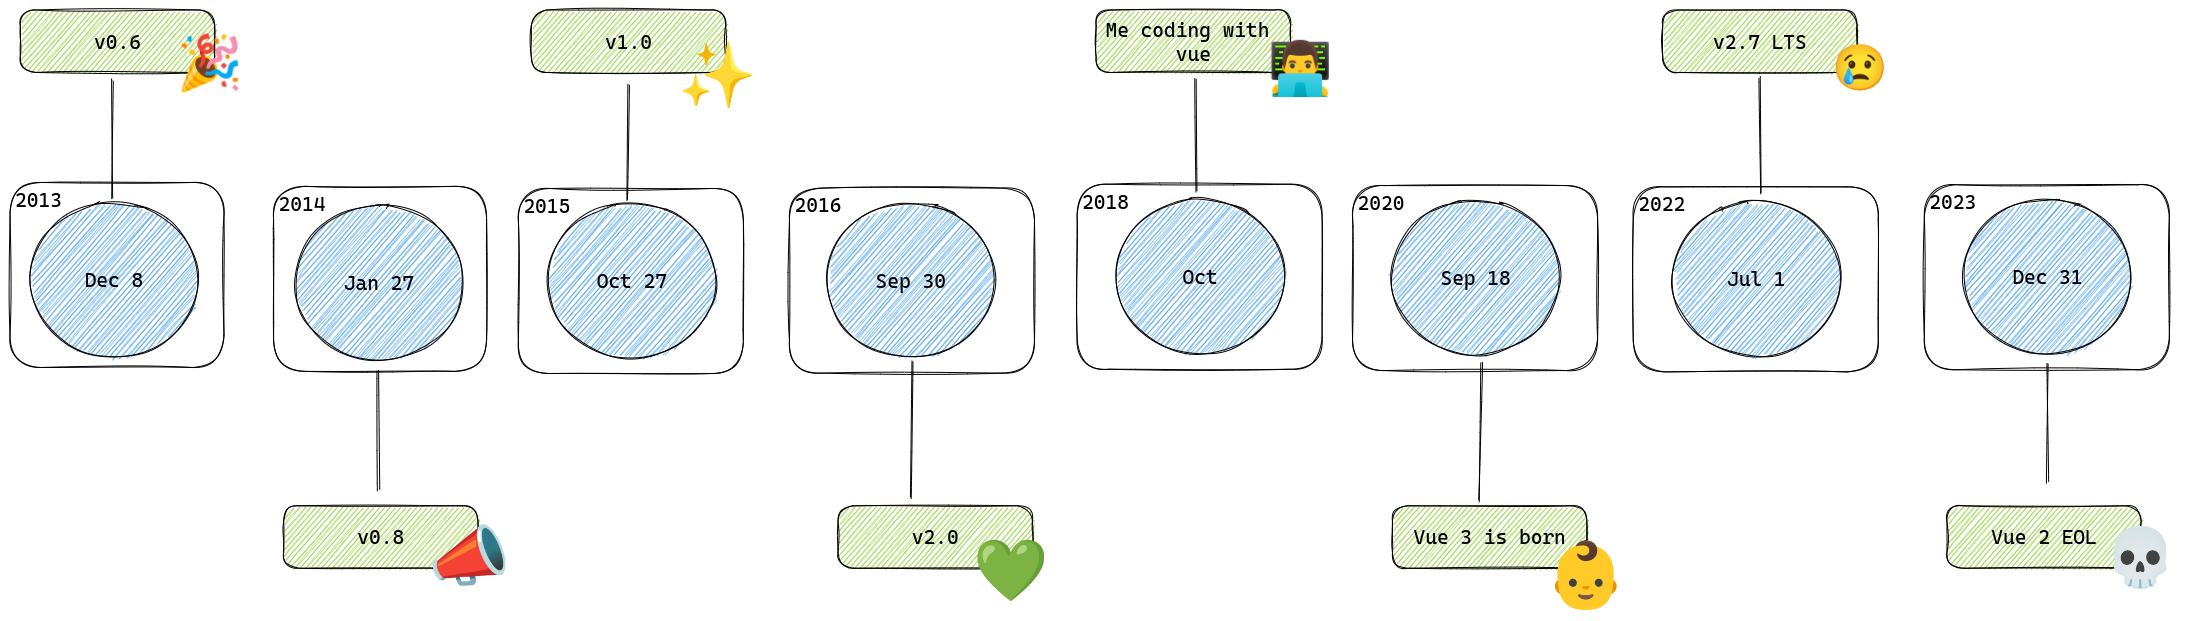 v0.6
v1.0
Me coding with
vue
v2.7 LTS
2013
Dec 8
2014
Jan 27
2015
Oct 27
2016
Sep 30
2018
Oct
2020
Sep 18
2022
Jul 1
2023
Dec 31
v0.8
v2.0
Vue 3 is born
Vue 2 EOL